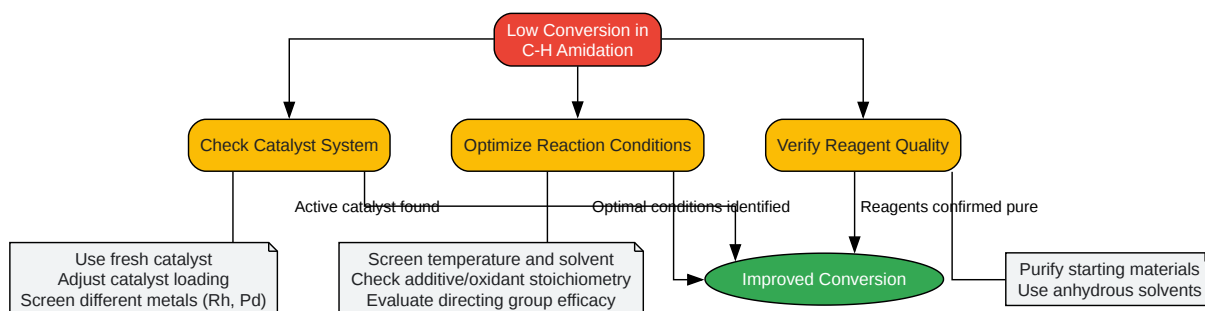 Low Conversion in
C-H Amidation
Check Catalyst System
Optimize Reaction Conditions
Verify Reagent Quality
Active catalyst found
Optimal conditions identified
Reagents confirmed pure
Use fresh catalyst
Adjust catalyst loading
Screen different metals (Rh, Pd)
Screen temperature and solvent
Check additive/oxidant stoichiometry
Evaluate directing group efficacy
Improved Conversion
Purify starting materials
Use anhydrous solvents